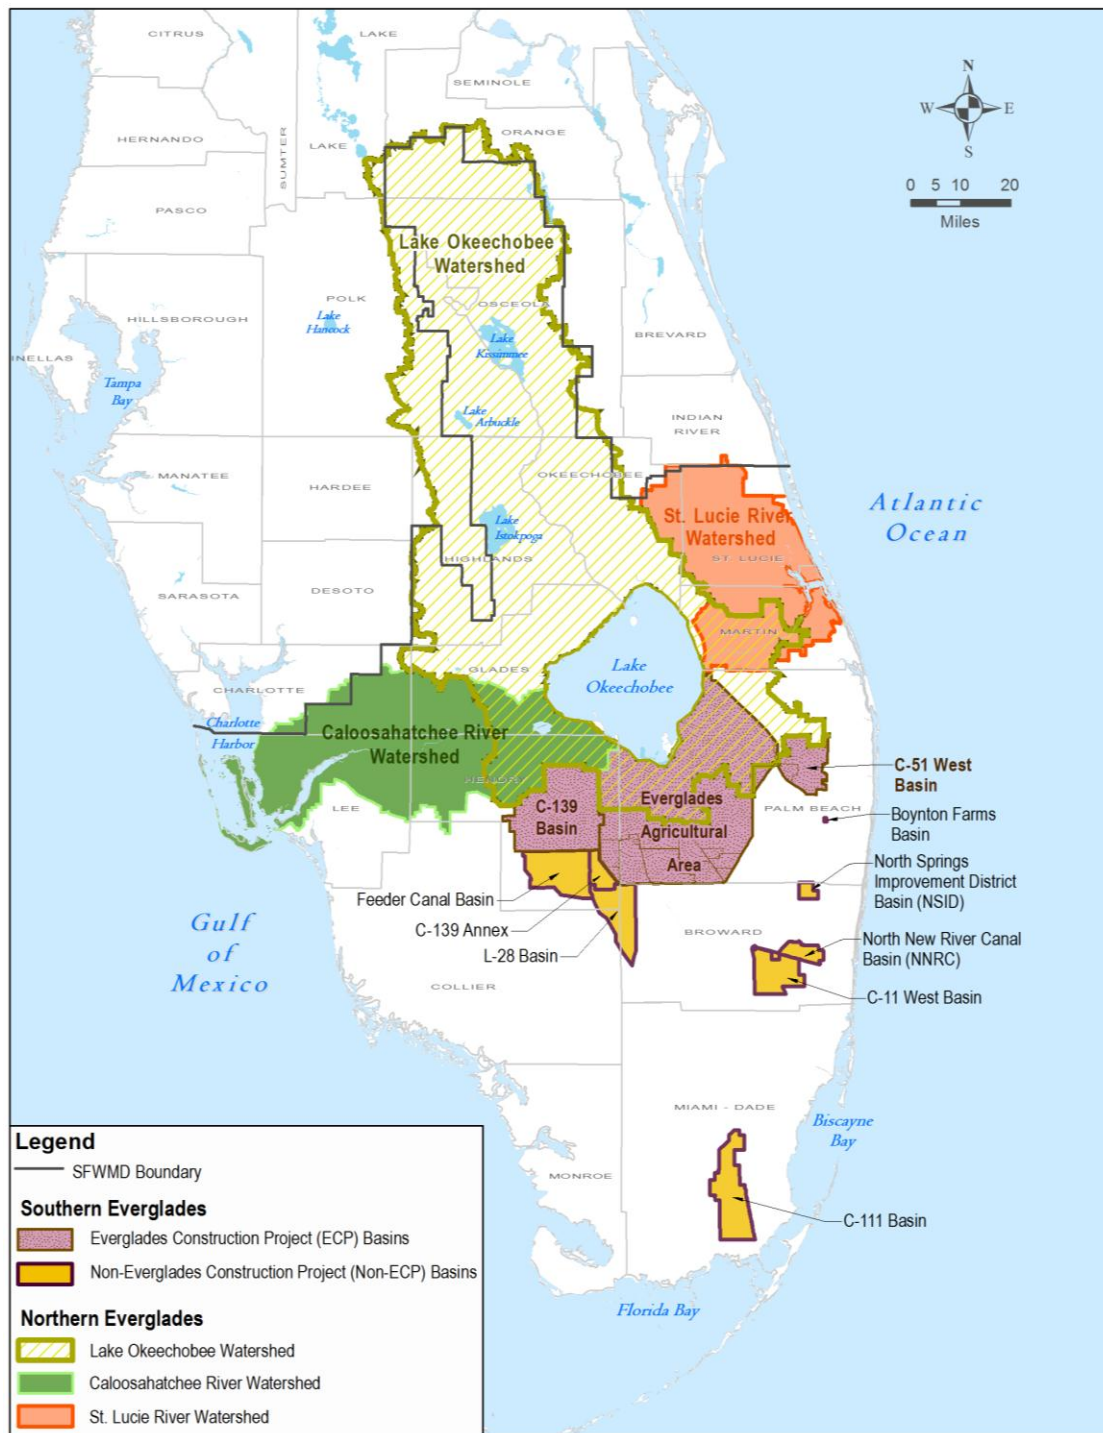 CITRUS
LAKE
SEMINOLE
ORANGE
HERNANDO
SUMTER
LAKE
PASCO
N
W E
S
0 5 10 20
Miles
Lake Okeechobee
Watershed
POLK
OSCEOLA
Lake
Hancock
HILLSBOROUGH
Lake
Kissimmee
BREVARD
INELLAS
Tampa
Bay
Lake
Arbuckle
INDIAN
RIVER
MANATEE
HARDEE
OKEECHOBEE
Atlantic
Ocean
St. Lucie River
Watershed
ST. LUCIE
Lake
Istokpoga
HIGHLANDS
SARASOTA
DESOTO
MARTIN
GLADES
Lake
Okeechobee
CHARLOTTE
Charlotte
Harbor
Caloosahatchee River
Watershed
HENDRY
LEE
C-51 West
Basin
PALM BEACH
Boynton Farms
Basin
C-139
Basin
Everglades
Agricultural
Area
North Springs
Improvement District
Basin (NSID)
Feeder Canal Basin
C-139 Annex
L-28 Basin
BROWARD
North New River Canal
Basin (NNRC)
C-11 West Basin
Gulf
of
Mexico
COLLIER
MIAMI - DADE
Biscayne
Bay
MONROE
C-111 Basin
Florida Bay
Legend
SFWMD Boundary
Southern Everglades
Everglades Construction Project (ECP) Basins
Non-Everglades Construction Project (Non-ECP) Basins
Northern Everglades
Lake Okeechobee Watershed
Caloosahatchee River Watershed
St. Lucie River Watershed